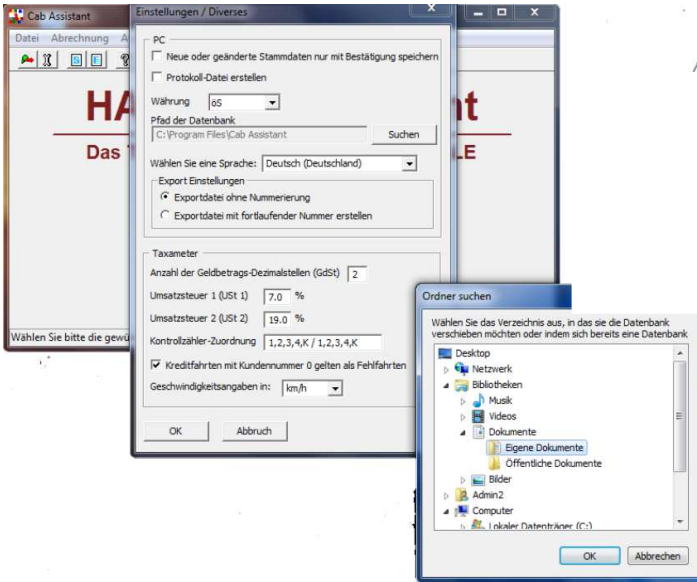 Cab Assistant
Datei Abrechnung A
S E ?
HA
nt
Das
LE
Wählen Sie bitte die gewü
Einstellungen / Diverses
PC
Neue oder geänderte Stammdaten nur mit Bestätigung speichern
Protokoll-Datei erstellen
Währung öS
Pfad der Datenbank
C:\Program Files\Cab Assistant Suchen
Wählen Sie eine Sprache: Deutsch (Deutschland)
Export Einstellungen
Exportdatei ohne Nummerierung
Exportdatei mit fortlaufender Nummer erstellen
Taxameter
Anzahl der Geldbetrags-Dezimalstellen (GdSt) 2
Umsatzsteuer 1 (USt 1) 7.0 %
Umsatzsteuer 2 (USt 2) 19.0 %
Kontrollzähler-Zuordnung 1,2,3,4,K / 1,2,3,4,K
Kreditfahrten mit Kundennummer 0 gelten als Fehlfahrten
Geschwindigkeitsangaben in: km/h
OK Abbruch
Ordner suchen
Wählen Sie das Verzeichnis aus, in das sie die Datenbank
verschieben möchten oder indem sich bereits eine Datenbank
Desktop
Netzwerk
Bibliotheken
Musik
Videos
Dokumente
Eigene Dokumente
Öffentliche Dokumente
Bilder
Admin2
Computer
Lokaler Datenträger (C:)
OK Abbrechen